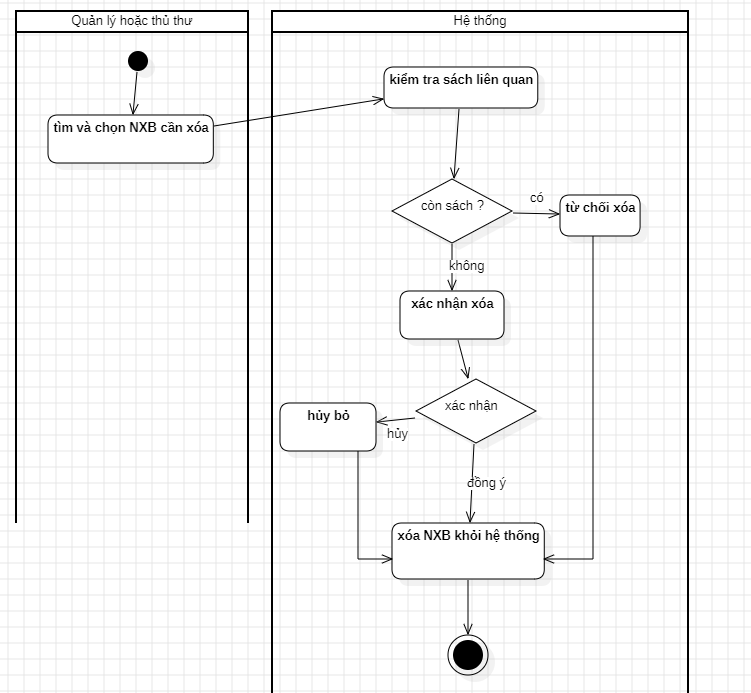 Quản lý hoặc thủ thư
Hệ thống
tìm và chọn NXB cần xóa
kiểm tra sách liên quan
còn sách ?
có
từ chối xóa
không
xác nhận xóa
xác nhận
hủy bỏ
hủy
đồng ý
xóa NXB khỏi hệ thống